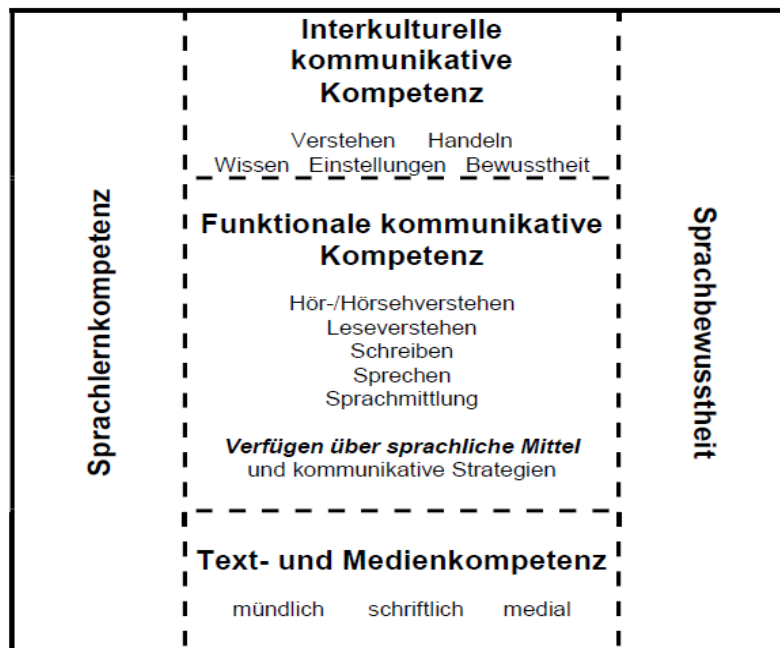 Sprachlernkompetenz
Interkulturelle
kommunikative
Kompetenz
Verstehen Handeln
Wissen Einstellungen Bewusstheit
Funktionale kommunikative
Kompetenz
Hör-/Hörsehverstehen
Leseverstehen
Schreiben
Sprechen
Sprachmittlung
Verfügen über sprachliche Mittel
und kommunikative Strategien
Text- und Medienkompetenz
mündlich schriftlich medial
Sprachbewusstheit